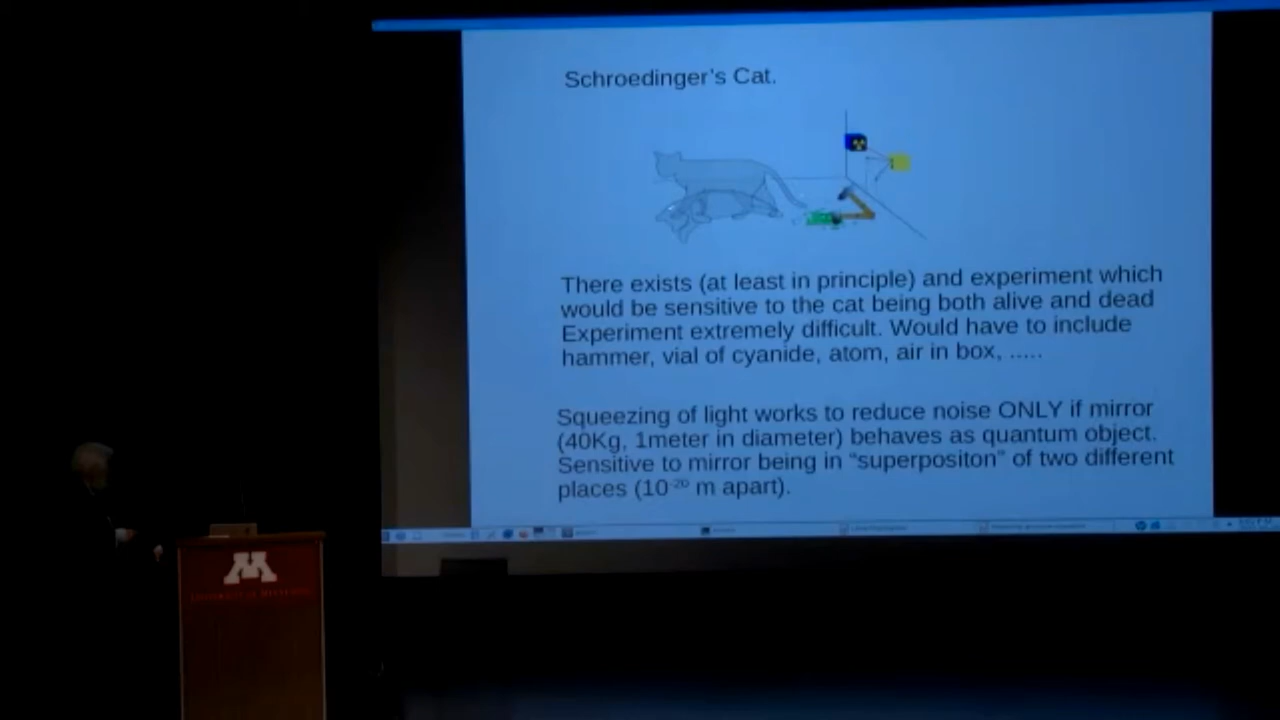 Schroedinger's Cat.
There exists (at least in principle) and experiment which
would be sensitive to the cat being both alive and dead
Experiment extremely difficult. Would have to include
hammer, vial of cyanide, atom, air in box, .....
Squeezing of light works to reduce noise ONLY if mirror
(40Kg, 1meter in diameter) behaves as quantum object.
Sensitive to mirror being in “superpositon” of two different
places (10⁻²⁰ m apart).
M
UNIVERSITY OF MINNESOTA